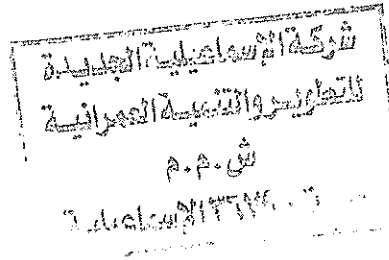 شركة الإسماعيلية الجديدة
للتطوير والتنمية العمرانية
ش.م.م
الإسماعيلية